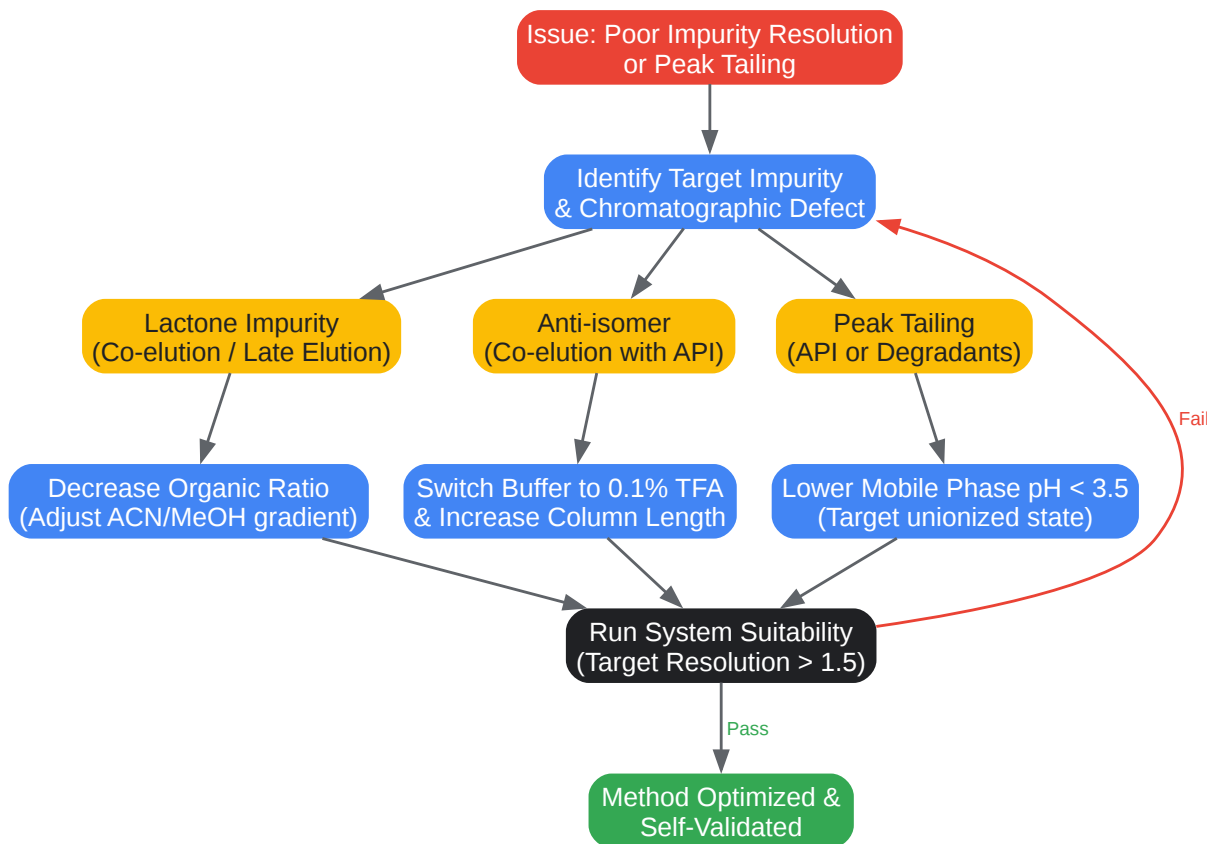 Issue: Poor Impurity Resolution
or Peak Tailing
Identify Target Impurity
& Chromatographic Defect
Lactone Impurity
(Co-elution / Late Elution)
Anti-isomer
(Co-elution with API)
Peak Tailing
(API or Degradants)
Fail
Decrease Organic Ratio
(Adjust ACN/MeOH gradient)
Switch Buffer to 0.1% TFA
& Increase Column Length
Lower Mobile Phase pH < 3.5
(Target unionized state)
Run System Suitability
(Target Resolution > 1.5)
Pass
Method Optimized &
Self-Validated